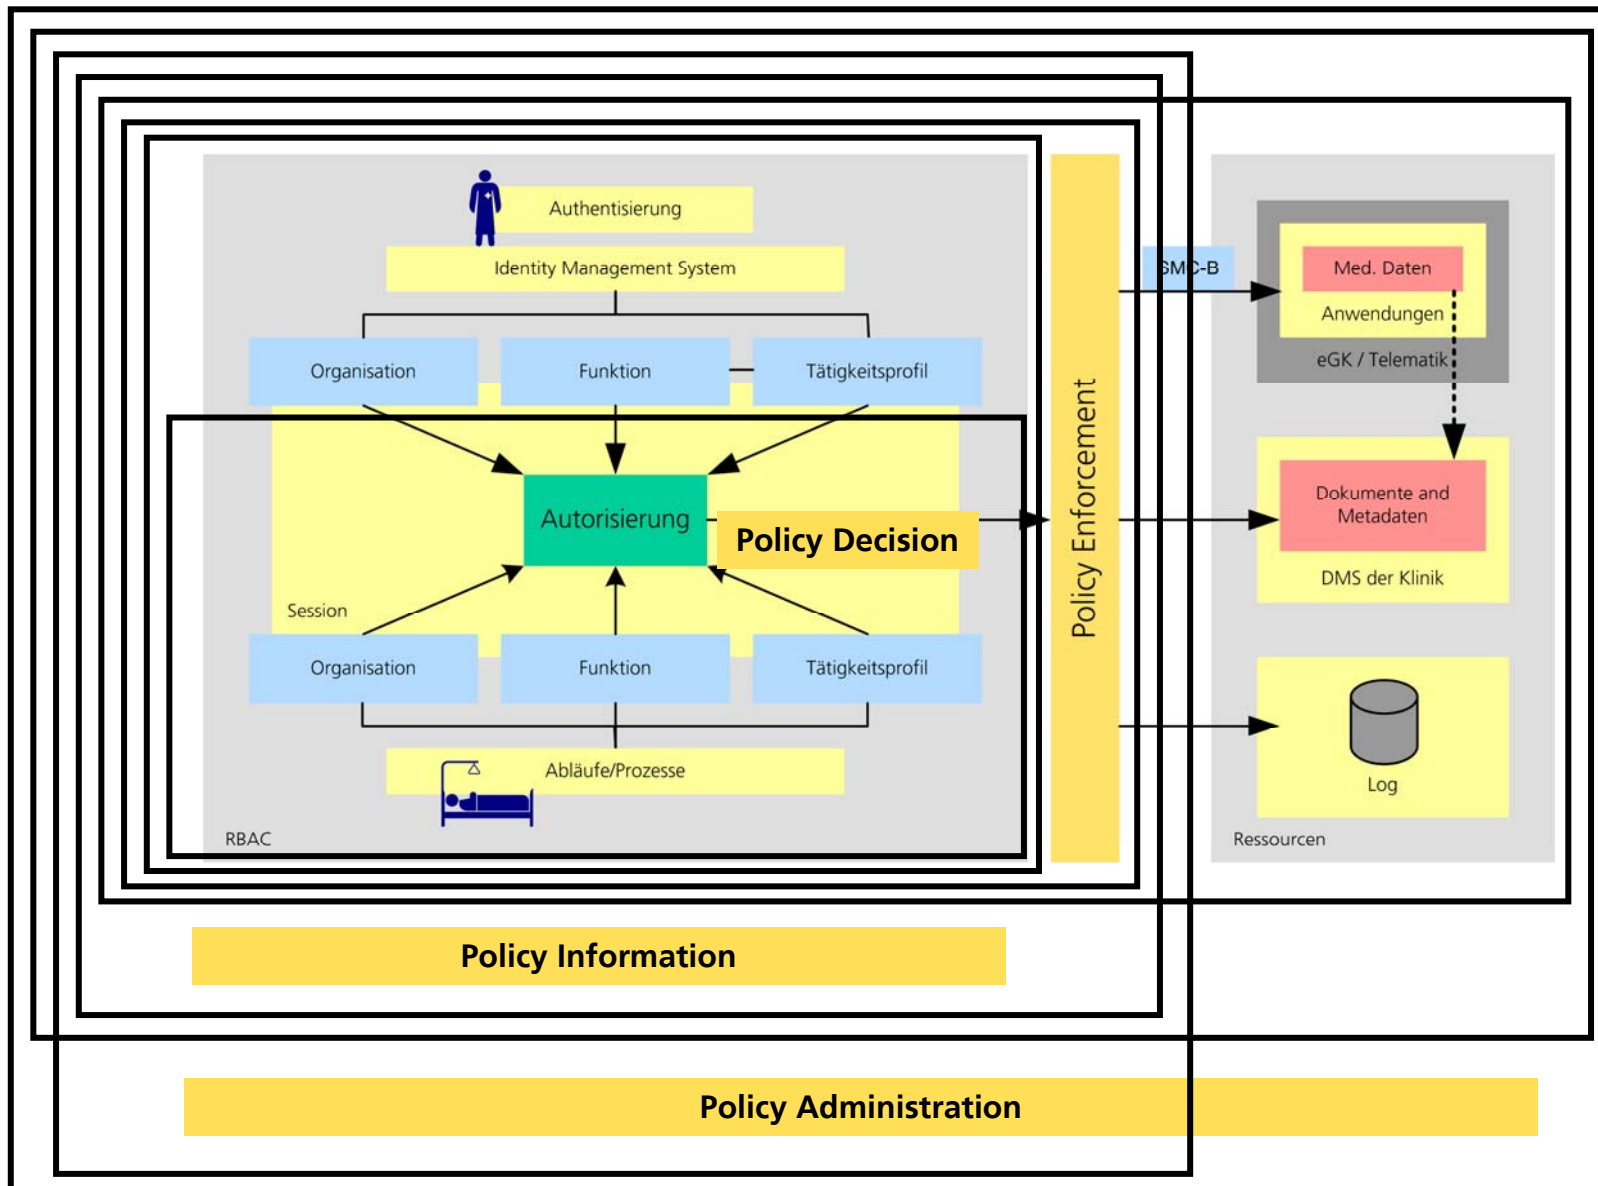 Authentisierung
Identity Management System
Organisation
Funktion
Tätigkeitsprofil
Autorisierung
Policy Decision
Session
Organisation
Funktion
Tätigkeitsprofil
Abläufe/Prozesse
RBAC
Policy Enforcement
SMC-B
Med. Daten
Anwendungen
eGK / Telematik
Dokumente and
Metadaten
DMS der Klinik
Log
Ressourcen
Policy Information
Policy Administration